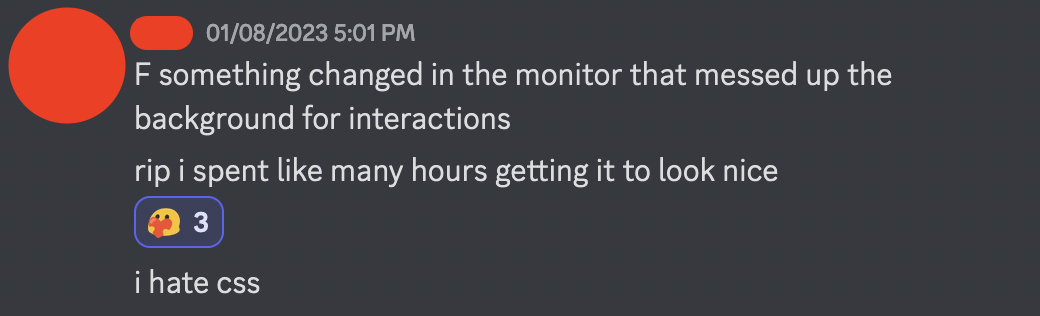 01/08/2023 5:01 PM
F something changed in the monitor that messed up the
background for interactions
rip i spent like many hours getting it to look nice
3
i hate css